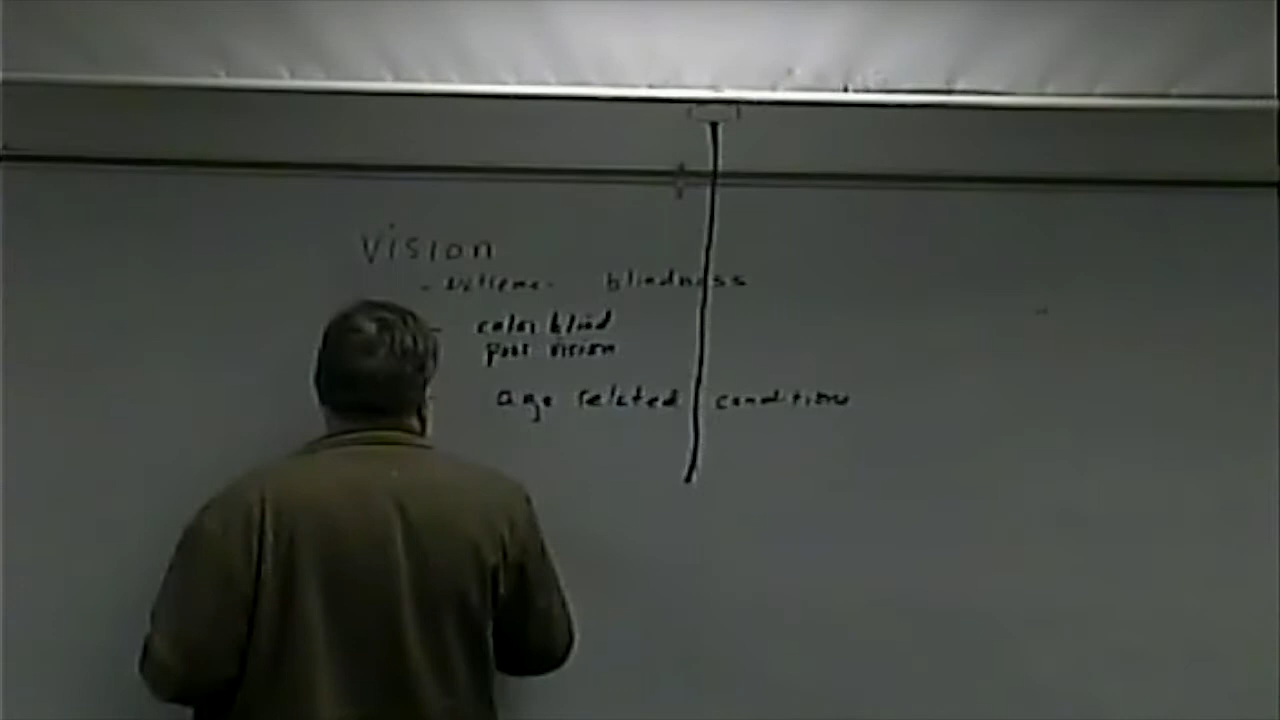 Vision
- extreme - blindness
- color blind
poor vision
- age related conditions